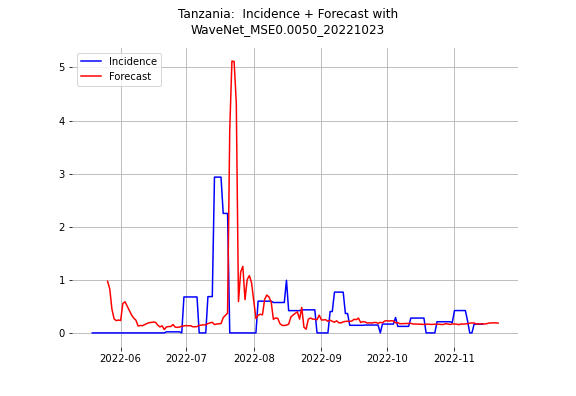 Tanzania:  Incidence + Forecast with
WaveNet_MSE0.0050_20221023
Incidence
Forecast
5
4
3
2
1
0
2022-06 2022-07 2022-08 2022-09 2022-10 2022-11